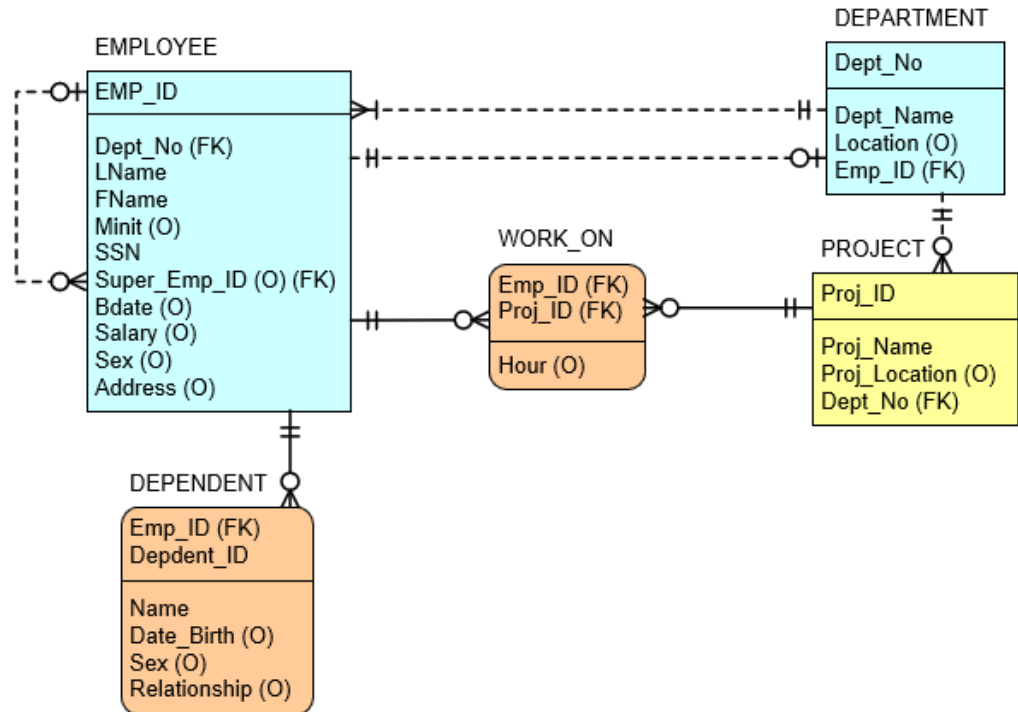 EMPLOYEE
EMP_ID
Dept_No (FK)
LName
FName
Minit (O)
SSN
Super_Emp_ID (O) (FK)
Bdate (O)
Salary (O)
Sex (O)
Address (O)
DEPARTMENT
Dept_No
Dept_Name
Location (O)
Emp_ID (FK)
WORK_ON
Emp_ID (FK)
Proj_ID (FK)
Hour (O)
PROJECT
Proj_ID
Proj_Name
Proj_Location (O)
Dept_No (FK)
DEPENDENT
Emp_ID (FK)
Depdent_ID
Name
Date_Birth (O)
Sex (O)
Relationship (O)